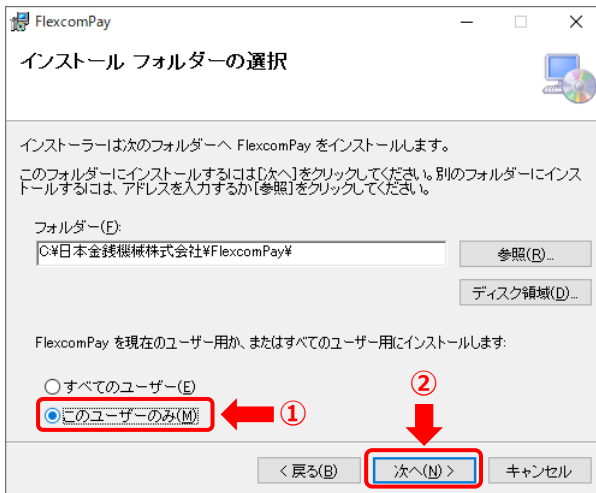 FlexcomPay
インストール フォルダーの選択
インストーラーは次のフォルダーへ FlexcomPay をインストールします。
このフォルダーにインストールするには[次へ]をクリックしてください。別のフォルダーにインス
トールするには、アドレスを入力するか[参照]をクリックしてください。
フォルダー(F):
C:¥日本金銭機械株式会社¥FlexcomPay¥
参照(R)...
ディスク領域(D)...
FlexcomPay を現在のユーザー用か、またはすべてのユーザー用にインストールします:
すべてのユーザー(E)
このユーザーのみ(M)
①
②
< 戻る(B)
次へ(N) >
キャンセル